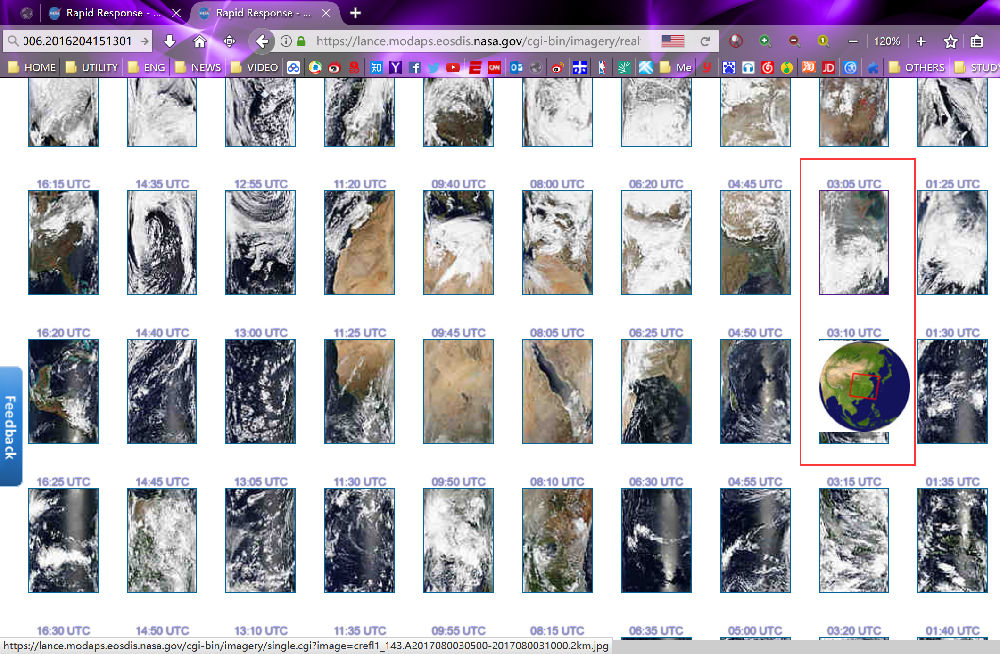 Rapid Response - ... Rapid Response - ...
006.2016204151301 https://lance.modaps.eosdis.nasa.gov/cgi-bin/imagery/real 120%
HOME UTILITY ENG NEWS VIDEO 知 Y f E CNN Me y 淘 JD OTHERS STUDY
16:15 UTC 14:35 UTC 12:55 UTC 11:20 UTC 09:40 UTC 08:00 UTC 06:20 UTC 04:45 UTC 03:05 UTC 01:25 UTC
16:20 UTC 14:40 UTC 13:00 UTC 11:25 UTC 09:45 UTC 08:05 UTC 06:25 UTC 04:50 UTC 03:10 UTC 01:30 UTC
Feedback
16:25 UTC 14:45 UTC 13:05 UTC 11:30 UTC 09:50 UTC 08:10 UTC 06:30 UTC 04:55 UTC 03:15 UTC 01:35 UTC
16:30 UTC 14:50 UTC 13:10 UTC 11:35 UTC 09:55 UTC 08:15 UTC 06:35 UTC 05:00 UTC 03:20 UTC 01:40 UTC
https://lance.modaps.eosdis.nasa.gov/cgi-bin/imagery/single.cgi?image=crefl1_143.A2017080030500-2017080031000.2km.jpg